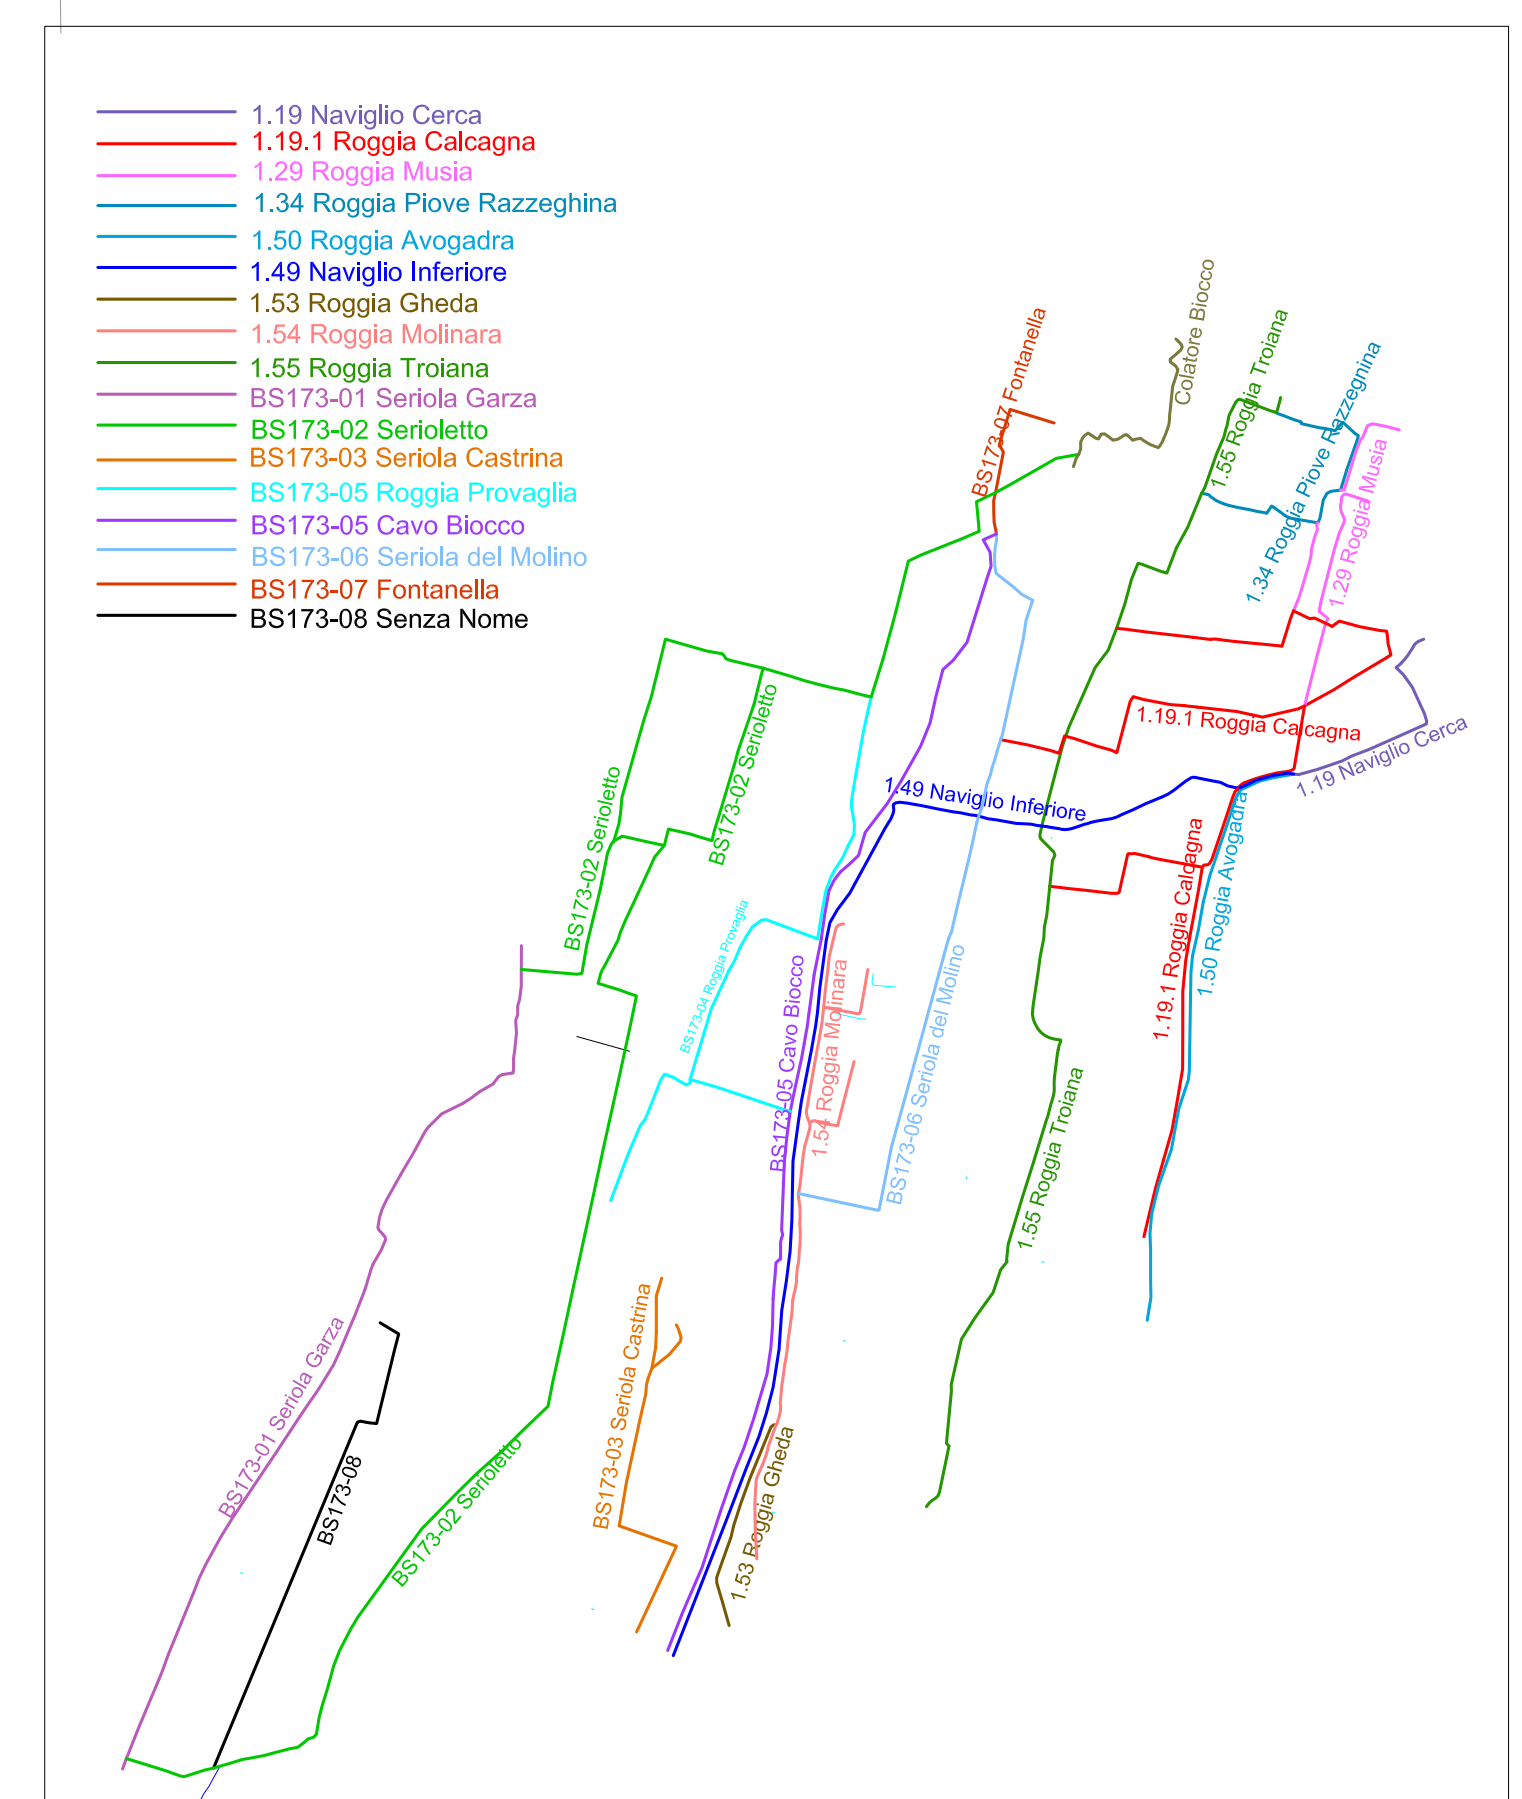 1.19 Naviglio Cerca
1.19.1 Roggia Calcagna
1.29 Roggia Musia
1.34 Roggia Piove Razzeghina
1.50 Roggia Avogadra
1.49 Naviglio Inferiore
1.53 Roggia Gheda
1.54 Roggia Molinara
1.55 Roggia Troiana
BS173-01 Seriola Garza
BS173-02 Serioletto
BS173-03 Seriola Castrina
BS173-05 Roggia Provaglia
BS173-05 Cavo Biocco
BS173-06 Seriola del Molino
BS173-07 Fontanella
BS173-08 Senza Nome
BS173-07 Fontanella
Colatore Biocco
1.55 Roggia Troiana
1.34 Roggia Piove Razzegnina
1.29 Roggia Musia
1.19.1 Roggia Calcagna
1.19 Naviglio Cerca
1.49 Naviglio Inferiore
BS173-02 Serioletto
BS173-02 Serioletto
BS173-04 Roggia Provaglia
BS173-05 Cavo Biocco
1.54 Roggia Molinara
BS173-06 Seriola del Molino
1.19.1 Roggia Calcagna
1.50 Roggia Avogadra
1.55 Roggia Troiana
BS173-01 Seriola Garza
BS173-08
BS173-02 Serioletto
BS173-03 Seriola Castrina
1.53 Roggia Gheda